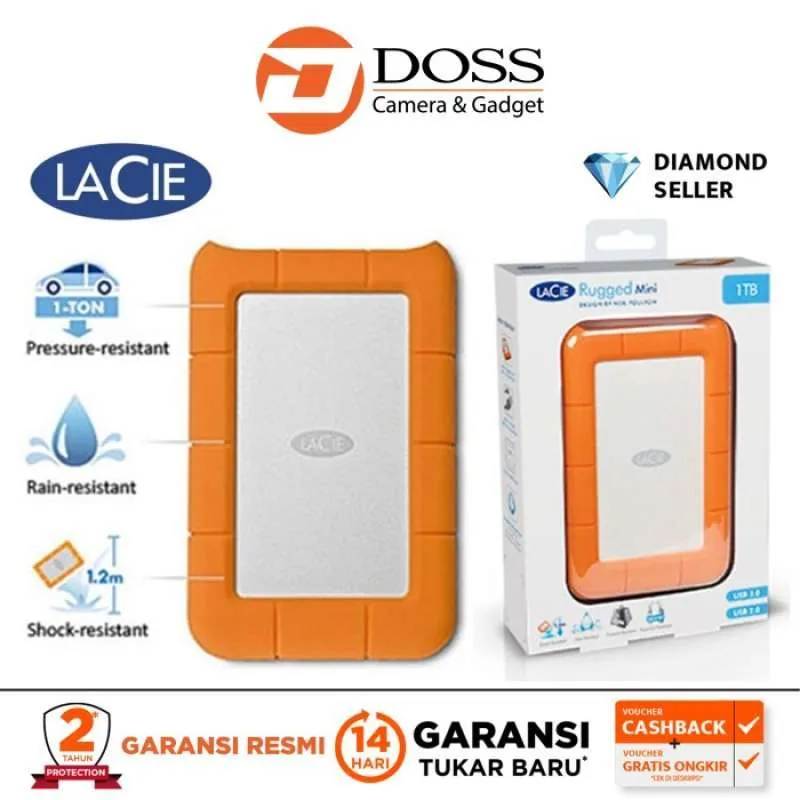 DOSS
Camera & Gadget
LACIE
DIAMOND
SELLER
1-TON
Pressure-resistant
Rain-resistant
1.2m
Shock-resistant
LACIE
LACIE Rugged Mini
DESIGN BY NEIL POULTON
1TB
LACIE
USB 3.0
USB 2.0
2*
TAHUN
PROTECTION
GARANSI RESMI
14
HARI
GARANSI
TUKAR BARU*
VOUCHER
CASHBACK
+
VOUCHER
GRATIS ONGKIR
*CEK DI DESKRIPSI*